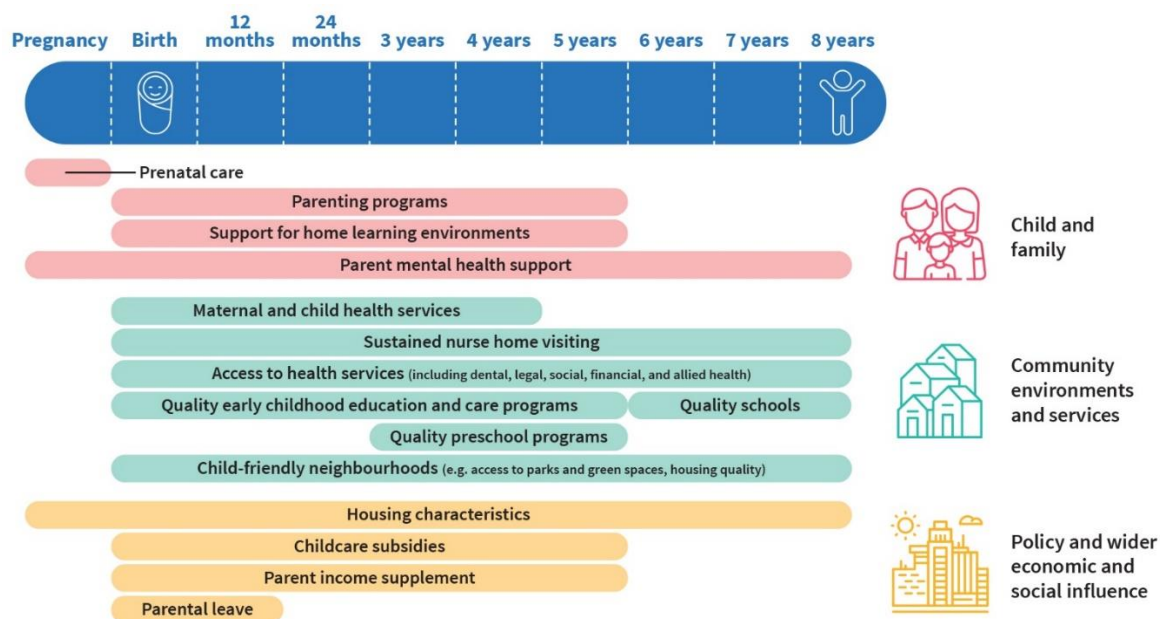 12 24
Pregnancy Birth months months 3 years 4 years 5 years 6 years 7 years 8 years
Prenatal care
Parenting programs
Support for home learning environments
Parent mental health support
Child and
family
Maternal and child health services
Sustained nurse home visiting
Access to health services (including dental, legal, social, financial, and allied health)
Quality early childhood education and care programs Quality schools
Quality preschool programs
Child-friendly neighbourhoods (e.g. access to parks and green spaces, housing quality)
Community
environments
and services
Housing characteristics
Childcare subsidies
Parent income supplement
Parental leave
Policy and wider
economic and
social influence